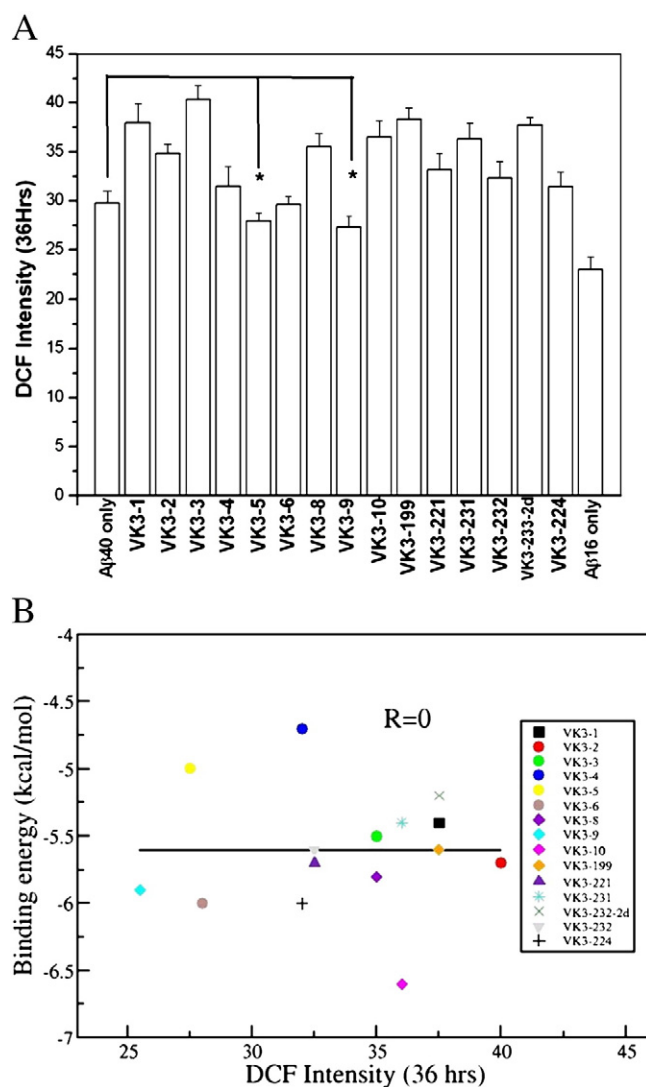 A
DCF Intensity (36Hrs)
45
40
35
30
25
20
15
10
5
0
*
*
Aβ40 only
VK3-1
VK3-2
VK3-3
VK3-4
VK3-5
VK3-6
VK3-8
VK3-9
VK3-10
VK3-199
VK3-221
VK3-231
VK3-232
VK3-233-2d
VK3-224
Aβ16 only
B
Binding energy (kcal/mol)
-4
-4.5
-5
-5.5
-6
-6.5
-7
R=0
VK3-1
VK3-2
VK3-3
VK3-4
VK3-5
VK3-6
VK3-8
VK3-9
VK3-10
VK3-199
VK3-221
VK3-231
VK3-232-2d
VK3-232
VK3-224
25
30
35
40
45
DCF Intensity (36 hrs)